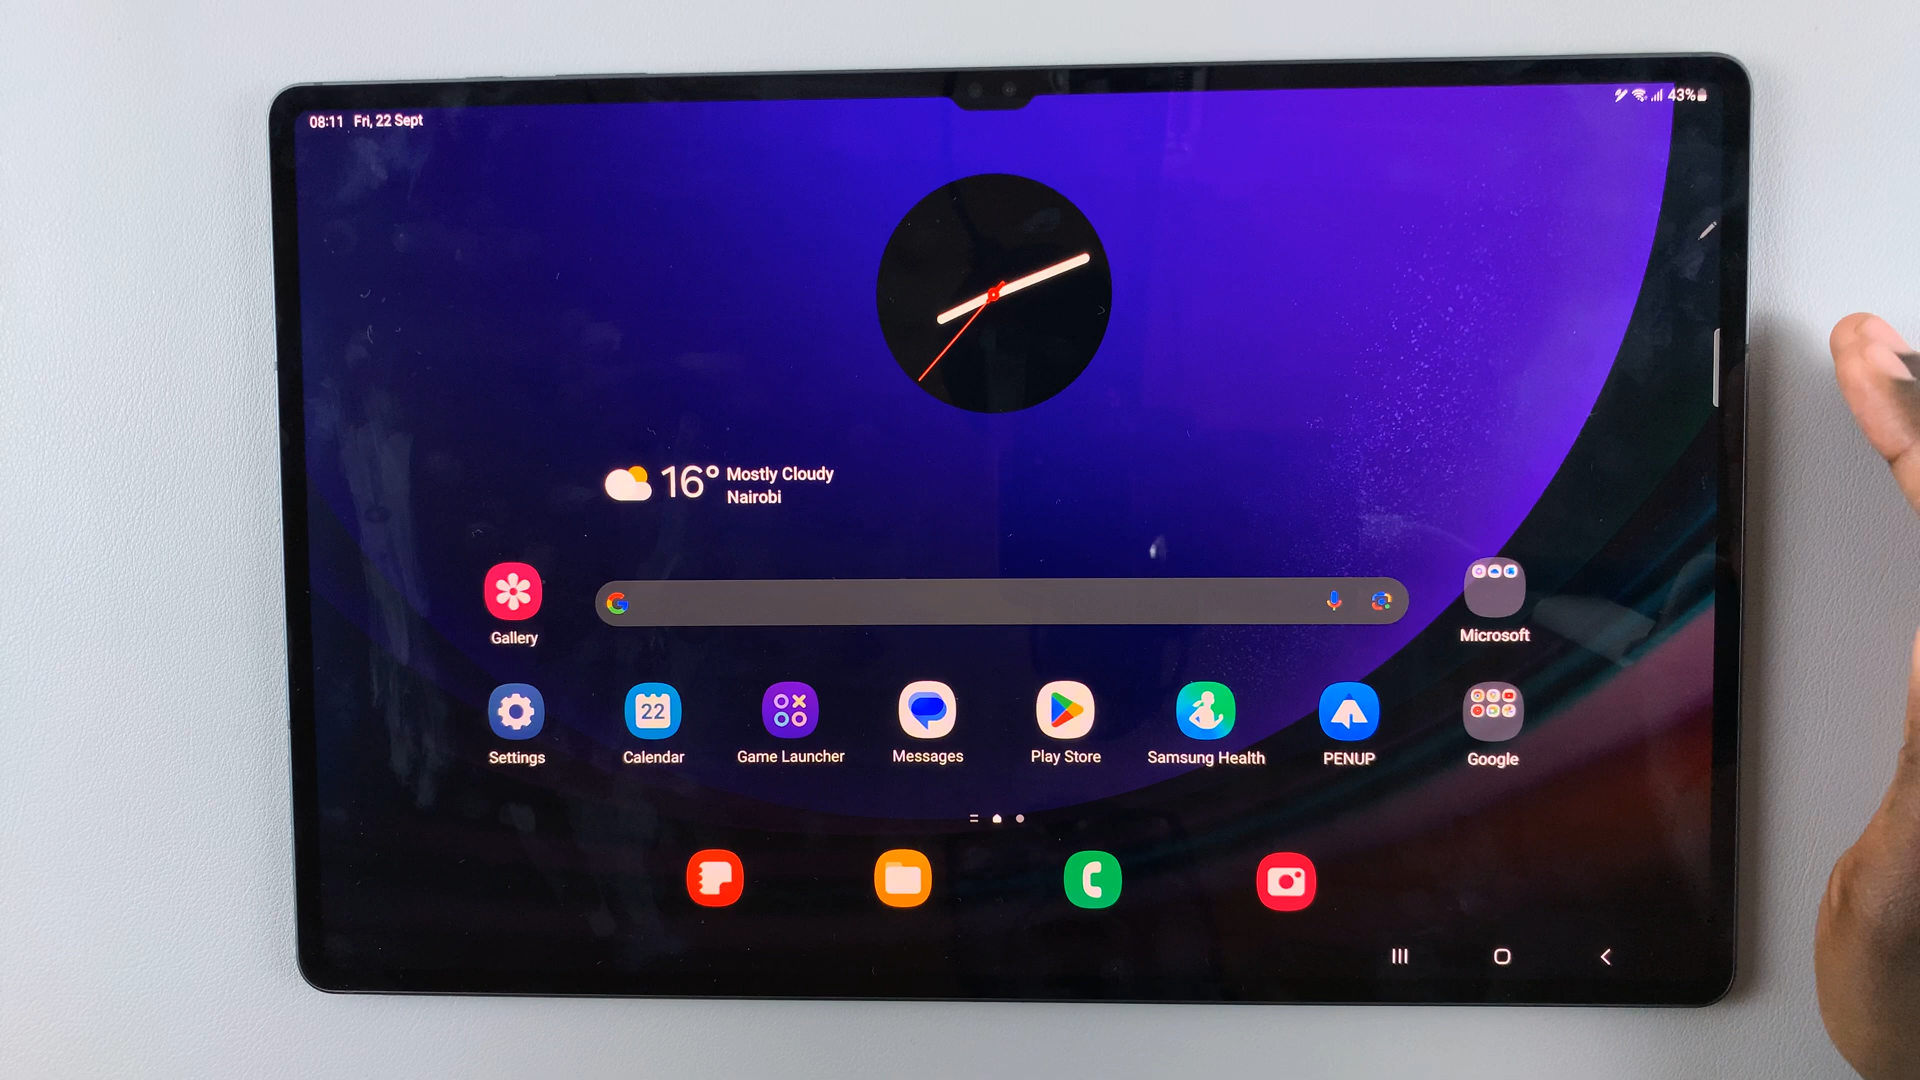 08:11 Fri, 22 Sept
43%
16° Mostly Cloudy
Nairobi
G
Gallery
Microsoft
22
Settings
Calendar
Game Launcher
Messages
Play Store
Samsung Health
PENUP
Google